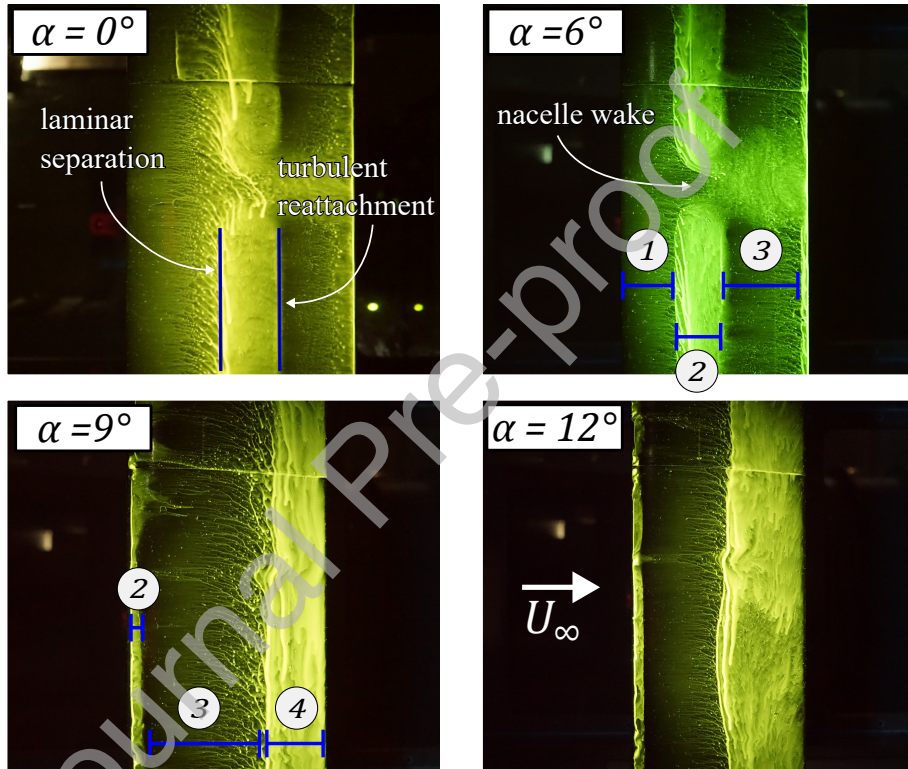 α = 0°
laminar
separation
turbulent
reattachment
α =6°
nacelle wake
1
3
2
α = 9°
2
3
4
α = 12°
U∞
Journal Pre-proof